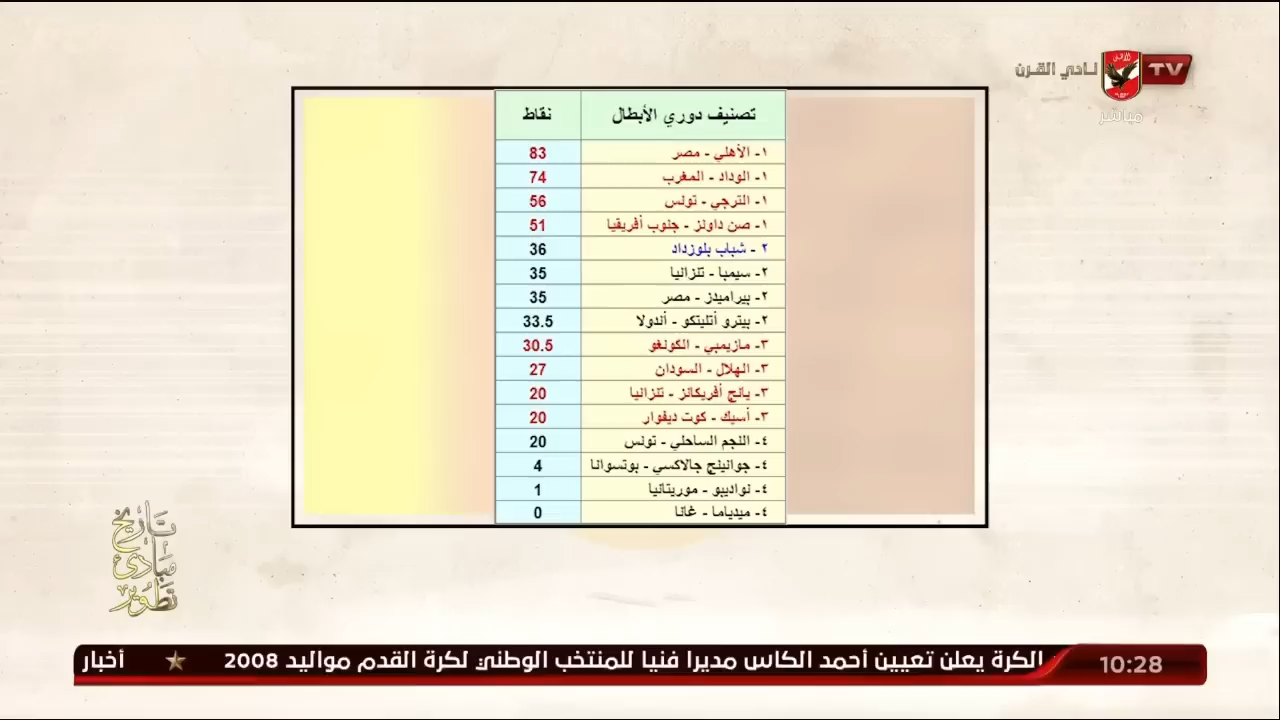 نادي القرن TV
مباشر
تصنيف دوري الأبطال نقاط
١- الأهلي - مصر 83
١- الوداد - المغرب 74
١- الترجي - تونس 56
١- صن داونز - جنوب أفريقيا 51
٢ - شباب بلوزداد 36
٢- سيمبا - تنزانيا 35
٢- بيراميدز - مصر 35
٢- بيترو أتليتكو - أندولا 33.5
٣- مازيمبي - الكونغو 30.5
٣- الهلال - السودان 27
٣- يانج أفريكانز - تنزانيا 20
٣- أسيك - كوت ديفوار 20
٤- النجم الساحلي - تونس 20
٤- جوانينج جالاكسي - بوتسوانا 4
٤- نواديبو - موريتانيا 1
٤- ميدياما - غانا 0
تاريخ
مبادئ
تطوير
10:28 الكرة يعلن تعيين أحمد الكاس مديرا فنيا للمنتخب الوطني لكرة القدم مواليد 2008 أخبار